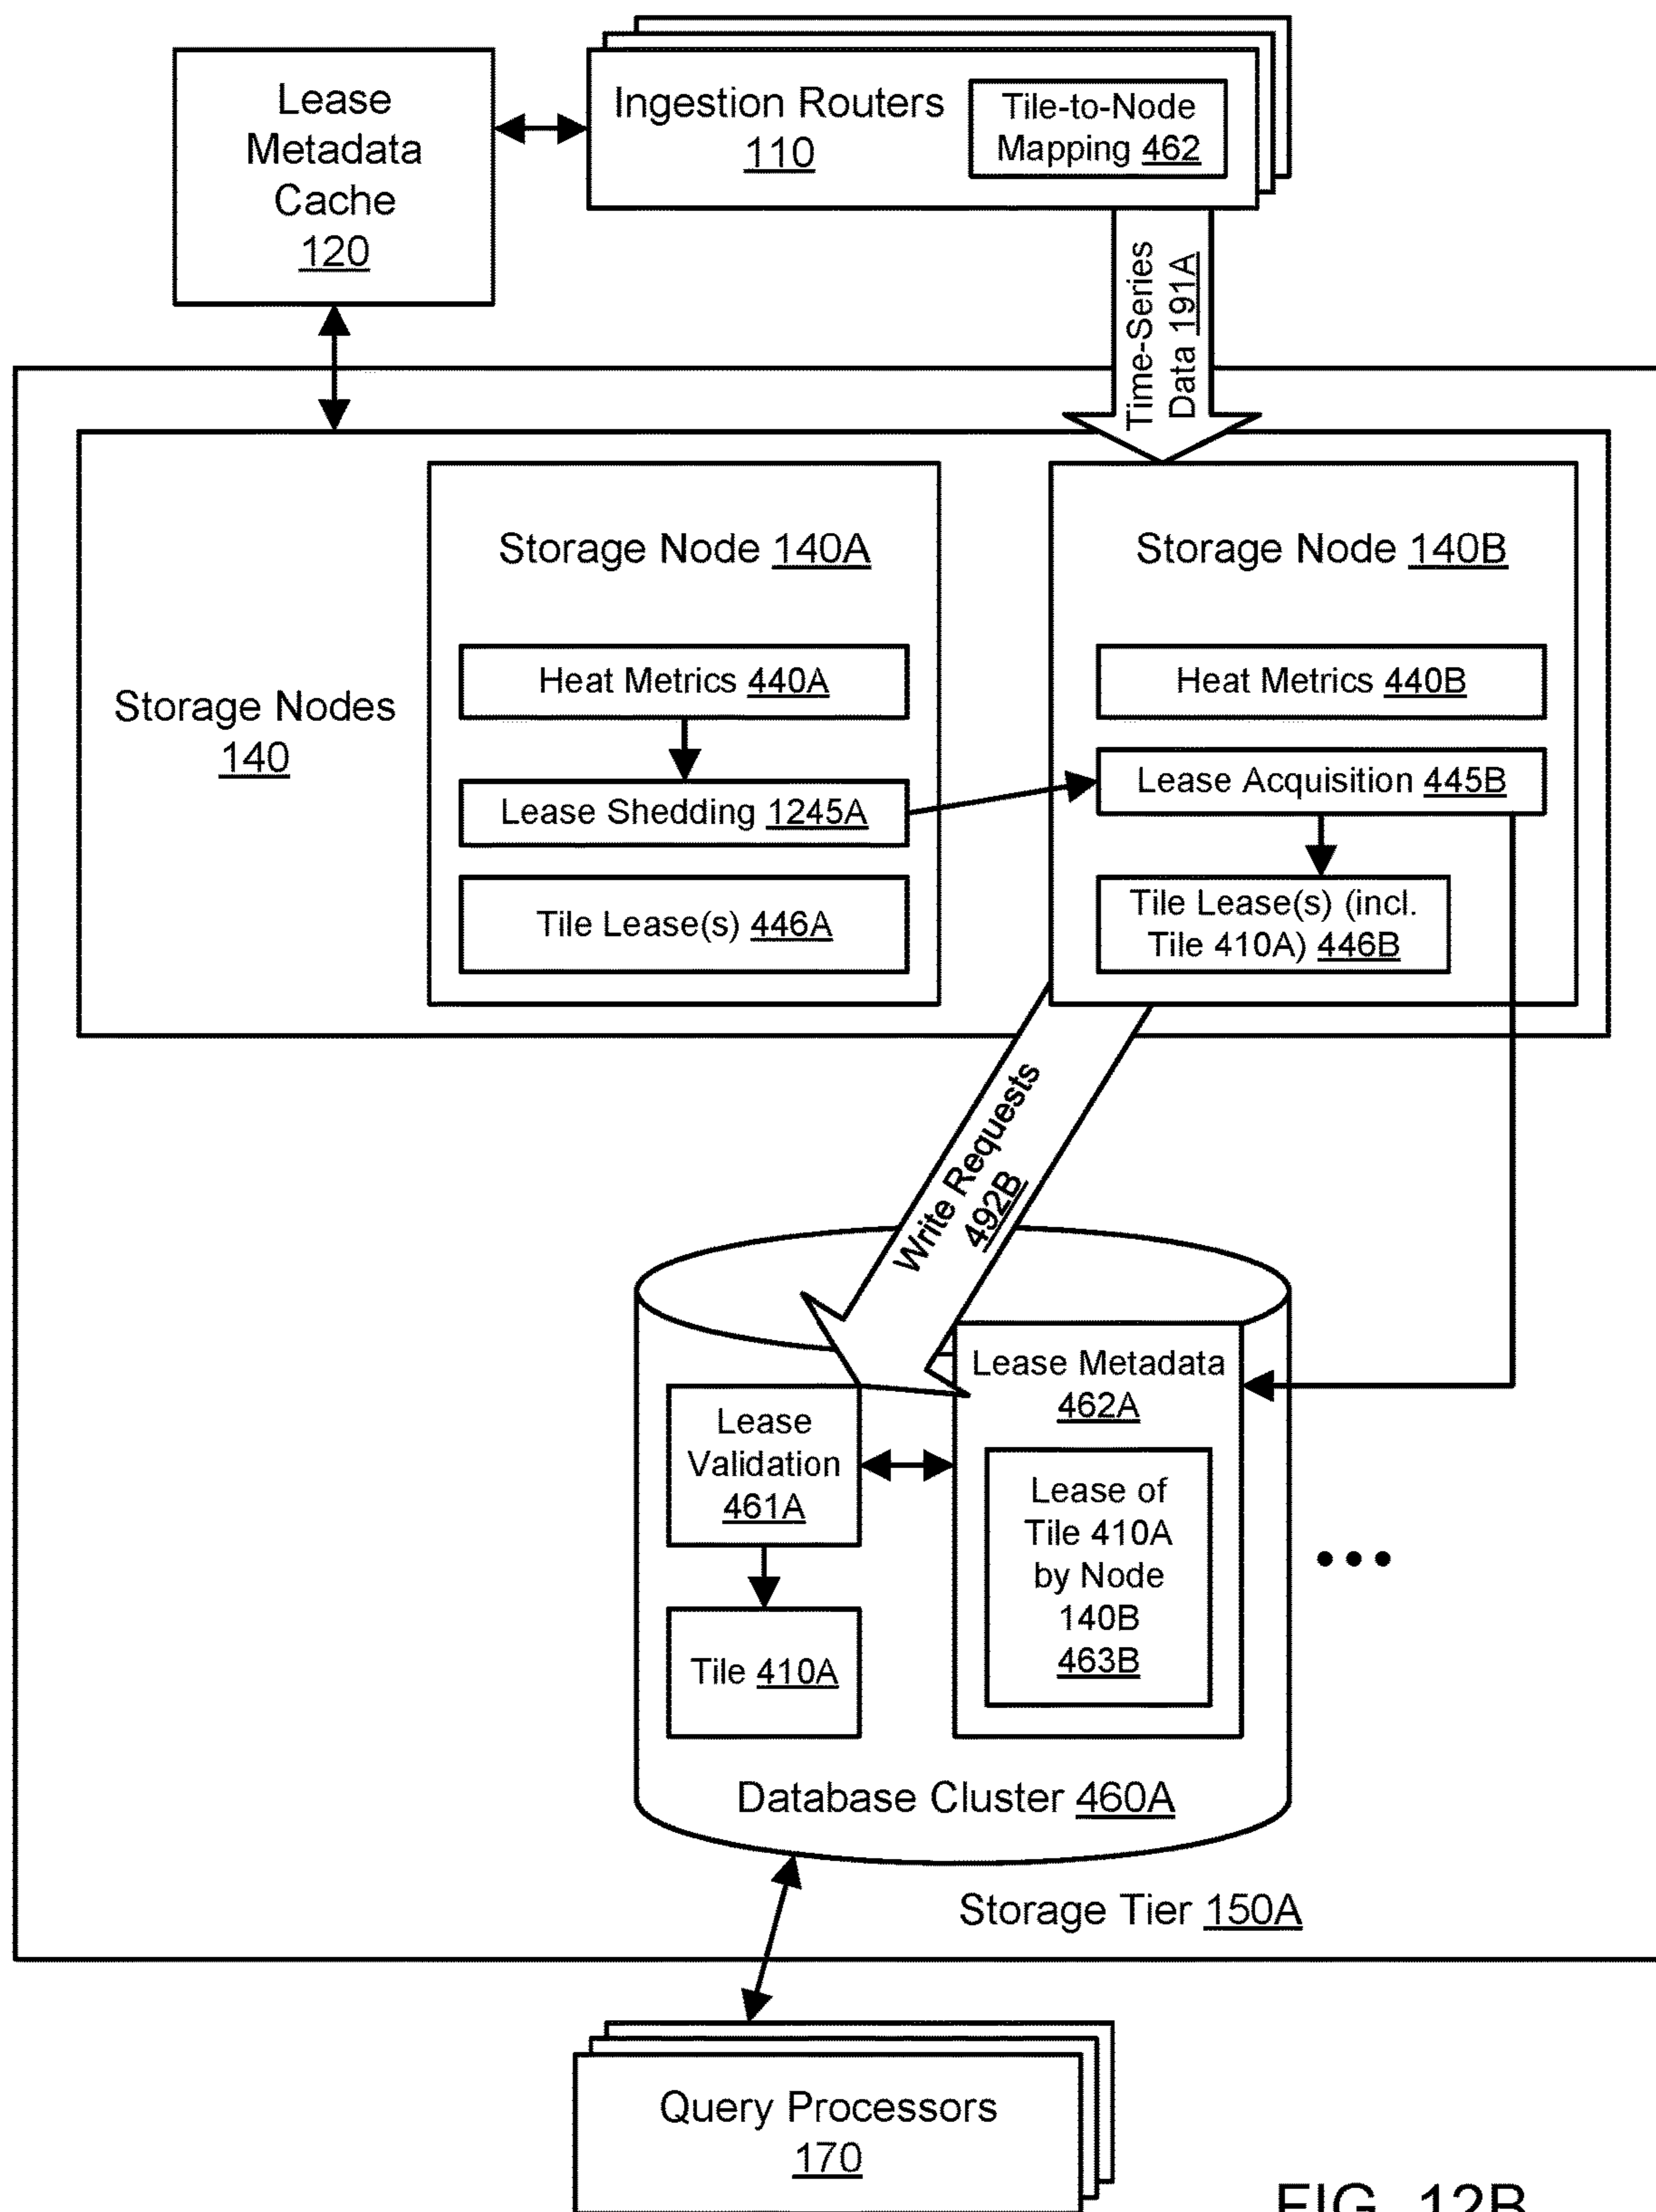 Lease
Metadata
Cache
120
Ingestion Routers
110
Tile-to-Node
Mapping 462
Time-Series
Data 191A
Storage Nodes
140
Storage Node 140A
Heat Metrics 440A
Lease Shedding 1245A
Tile Lease(s) 446A
Storage Node 140B
Heat Metrics 440B
Lease Acquisition 445B
Tile Lease(s) (incl.
Tile 410A) 446B
Write Requests
492B
Lease
Validation
461A
Tile 410A
Lease Metadata
462A
Lease of
Tile 410A
by Node
140B
463B
Database Cluster 460A
Storage Tier 150A
Query Processors
170
FIG. 12B